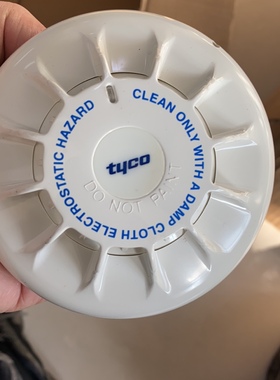 CLEAN ONLY WITH A DAMP CLOTH ELECTROSTATIC HAZARD
tyco
DO NOT PAINT